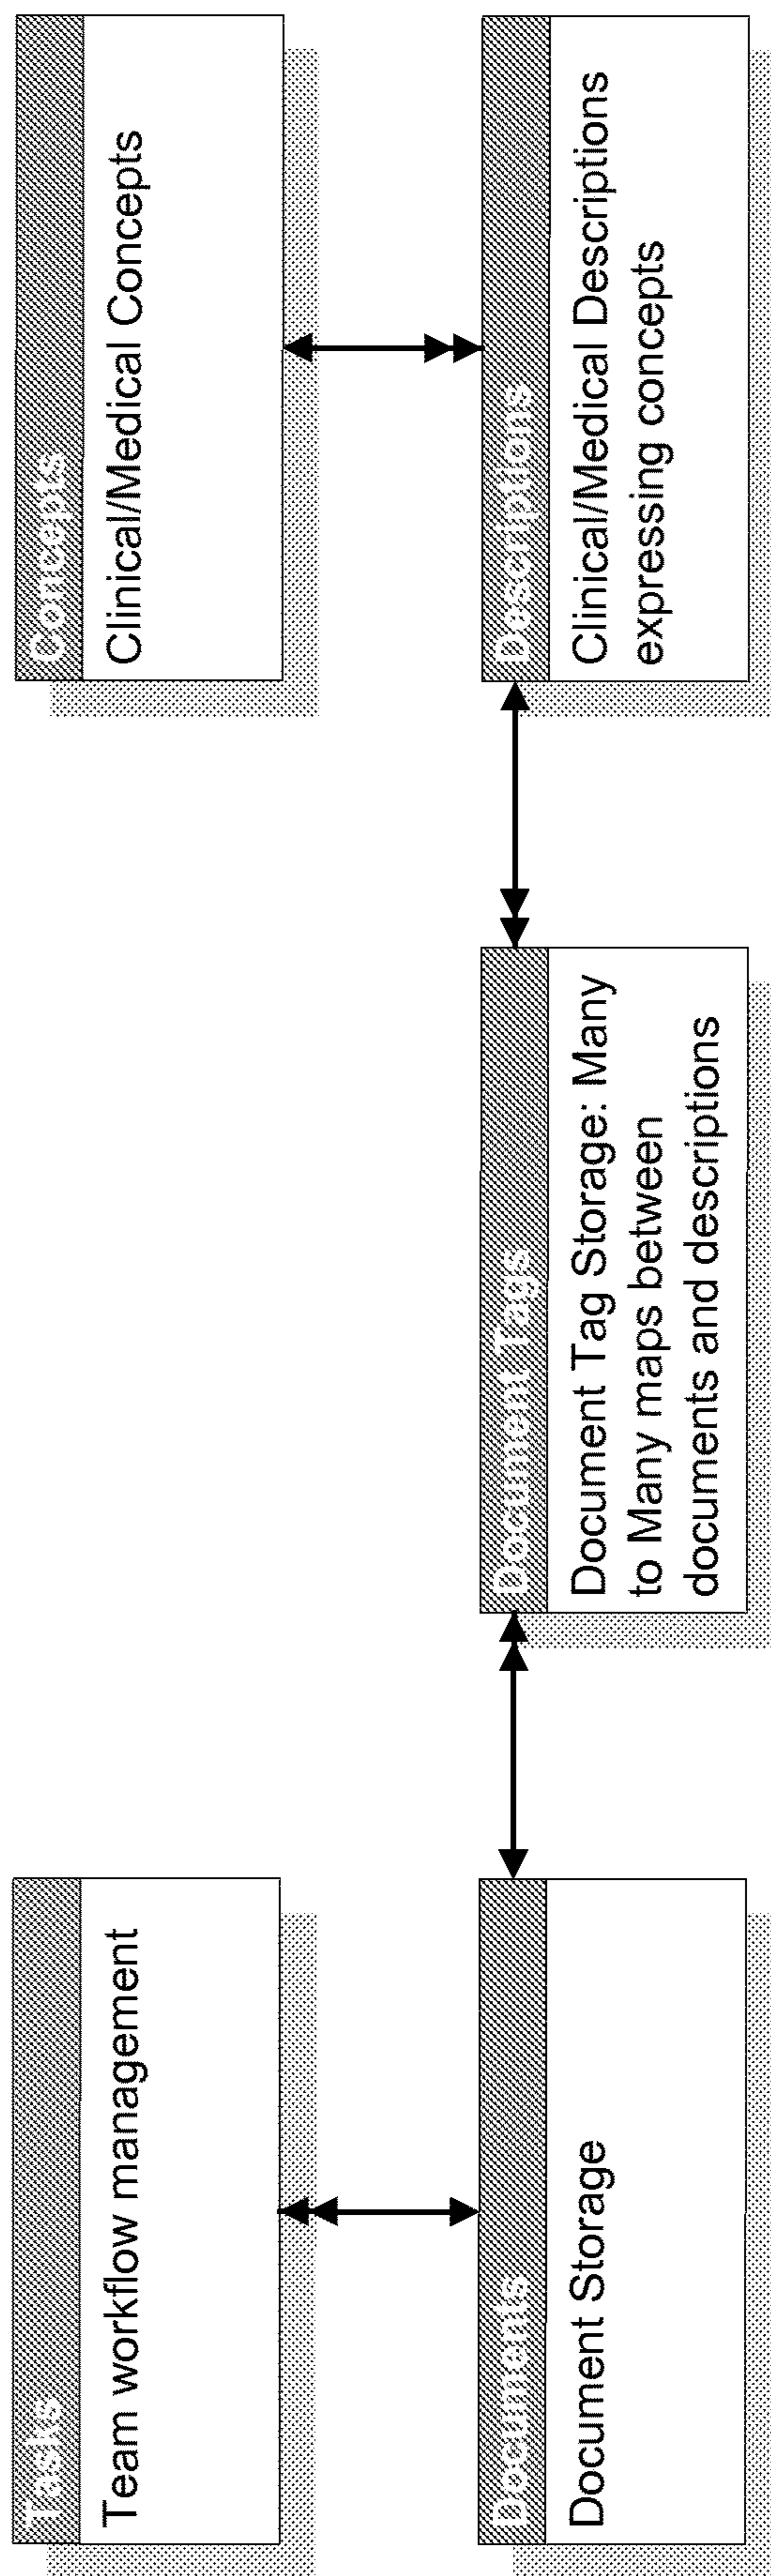 Tasks
Team workflow management
Concepts
Clinical/Medical Concepts
Documents
Document Storage
Document Tags
Document Tag Storage: Many
to Many maps between
documents and descriptions
Descriptions
Clinical/Medical Descriptions
expressing concepts